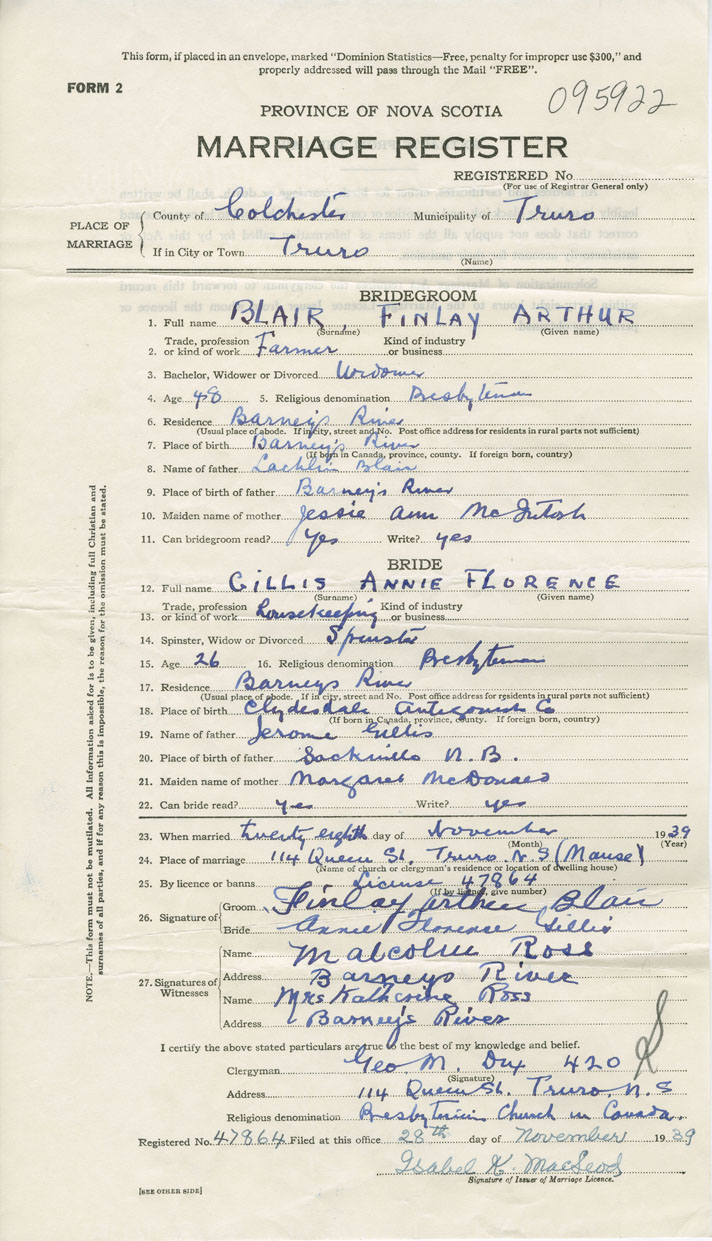 This form, if placed in an envelope, marked "Dominion Statistics—Free, penalty for improper use $300," and
properly addressed will pass through the Mail "FREE".
FORM 2
095922
PROVINCE OF NOVA SCOTIA
MARRIAGE REGISTER
REGISTERED No.
(For use of Registrar General only)
PLACE OF MARRIAGE
County of Colchester Municipality of Truro
If in City or Town Truro
(Name)
BRIDEGROOM
1. Full name BLAIR, FINLAY ARTHUR
(Surname) (Given name)
Trade, profession Kind of industry
2. or kind of work Farmer or business
3. Bachelor, Widower or Divorced Widower
4. Age 48 5. Religious denomination Presbyterian
6. Residence Barney's River
(Usual place of abode. If in city, street and No. Post office address for residents in rural parts not sufficient)
7. Place of birth Barney's River
(If born in Canada, province, county. If foreign born, country)
8. Name of father Lachlin Blair
9. Place of birth of father Barney's River
10. Maiden name of mother Jessie Ann McIntosh
11. Can bridegroom read? Yes Write? yes
BRIDE
12. Full name GILLIS ANNIE FLORENCE
(Surname) (Given name)
Trade, profession Kind of industry
13. or kind of work Housekeeping or business
14. Spinster, Widow or Divorced Spinster
15. Age 26 16. Religious denomination Presbyterian
17. Residence Barneys River
(Usual place of abode. If in city, street and No. Post office address for residents in rural parts not sufficient)
18. Place of birth Clydesdale Antigonish Co
(If born in Canada, province, county. If foreign born, country)
19. Name of father Jerome Gillis
20. Place of birth of father Sackville N.B.
21. Maiden name of mother Margaret McDonald
22. Can bride read? yes Write? yes
23. When married twenty eighth day of November 1939
(Month) (Year)
24. Place of marriage 114 Queen St. Truro. N.S (Manse)
(Name of church or clergyman's residence or location of dwelling house)
25. By licence or banns License 47864
(If by licence, give number)
26. Signature of
Groom Finlay Arthur Blair
Bride Annie Florence Gillis
27. Signatures of Witnesses
Name Malcolm Ross
Address Barneys River
Name Mrs Katherine Ross
Address Barney's River
I certify the above stated particulars are true to the best of my knowledge and belief.
Clergyman Geo M. 420
(Signature)
Address 114 Queen St. Truro, N.S
Religious denomination Presbyterian Church in Canada.
Registered No. 47864 Filed at this office 28th day of November 1939
Isabel K. MacLeod
Signature of Issuer of Marriage Licence.
[SEE OTHER SIDE]
NOTE.—This form must not be mutilated. All information asked for is to be given, including full Christian and
surnames of all parties, and if for any reason this is impossible, the reason for the omission must be stated.